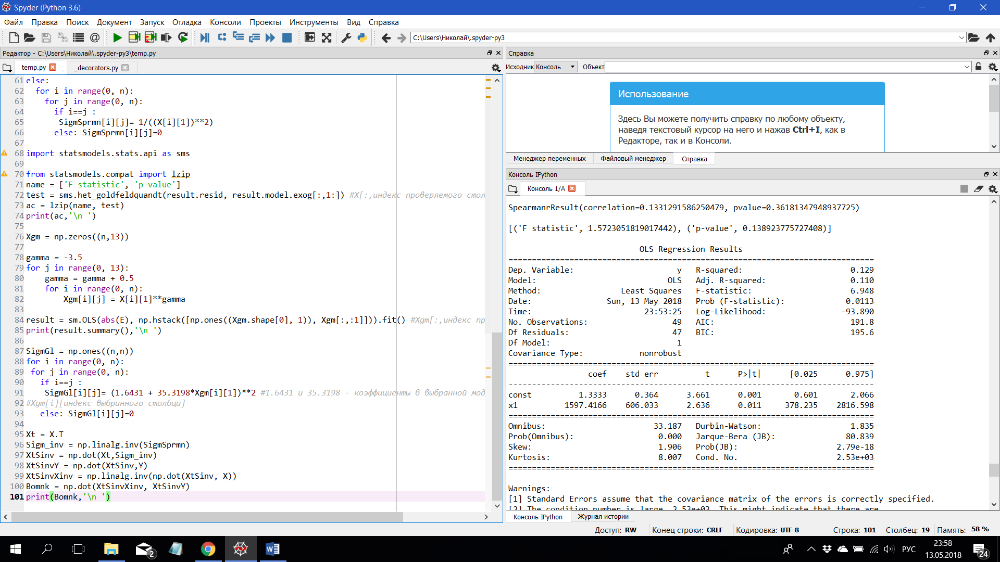 Spyder (Python 3.6)
Файл Правка Поиск Документ Запуск Отладка Консоли Проекты Инструменты Вид Справка
C:\Users\Николай\.spyder-py3
Редактор - C:\Users\Николай\.spyder-py3\temp.py
temp.py _decorators.py
61 else:
62 for i in range(0, n):
63 for j in range(0, n):
64 if i==j :
65 SigmSprmn[i][j]= 1/((X[i][1])**2)
66 else: SigmSprmn[i][j]=0
67
68 import statsmodels.stats.api as sms
69
70 from statsmodels.compat import lzip
71 name = ['F statistic', 'p-value']
72 test = sms.het_goldfeldquandt(result.resid, result.model.exog[:,1:]) #X[:,индекс проверяемого стол
73 ac = lzip(name, test)
74 print(ac,'\n ')
75
76 Xgm = np.zeros((n,13))
77
78 gamma = -3.5
79 for j in range(0, 13):
80 gamma = gamma + 0.5
81 for i in range(0, n):
82 Xgm[i][j] = X[i][1]**gamma
83
84 result = sm.OLS(abs(E), np.hstack([np.ones((Xgm.shape[0], 1)), Xgm[:,:1]])).fit() #Xgm[:,индекс пр
85 print(result.summary(),'\n ')
86
87 SigmGl = np.ones((n,n))
88 for i in range(0, n):
89 for j in range(0, n):
90 if i==j :
91 SigmGl[i][j]= (1.6431 + 35.3198*Xgm[i][1])**2 #1.6431 и 35.3198 - коэффициенты в выбранной мод
92 #Xgm[i][индекс выбранного столбца]
93 else: SigmGl[i][j]=0
94
95 Xt = X.T
96 Sigm_inv = np.linalg.inv(SigmSprmn)
97 XtSinv = np.dot(Xt,Sigm_inv)
98 XtSinvY = np.dot(XtSinv,Y)
99 XtSinvXinv = np.linalg.inv(np.dot(XtSinv, X))
100 Bomnk = np.dot(XtSinvXinv, XtSinvY)
101 print(Bomnk,'\n ')
Справка
Исходник Консоль Объект
Использование
Здесь Вы можете получить справку по любому объекту,
наведя текстовый курсор на него и нажав Ctrl+I, как в
Редакторе, так и в Консоли.
Менеджер переменных Файловый менеджер Справка
Консоль IPython
Консоль 1/A
SpearmanrResult(correlation=0.1331291586250479, pvalue=0.36181347948937725)
[('F statistic', 1.5723051819017442), ('p-value', 0.138923775727408)]
OLS Regression Results
==============================================================================
Dep. Variable: y R-squared: 0.129
Model: OLS Adj. R-squared: 0.110
Method: Least Squares F-statistic: 6.948
Date: Sun, 13 May 2018 Prob (F-statistic): 0.0113
Time: 23:53:25 Log-Likelihood: -93.890
No. Observations: 49 AIC: 191.8
Df Residuals: 47 BIC: 195.6
Df Model: 1
Covariance Type: nonrobust
==============================================================================
coef std err t P>|t| [0.025 0.975]
------------------------------------------------------------------------------
const 1.3333 0.364 3.661 0.001 0.601 2.066
x1 1597.4166 606.033 2.636 0.011 378.235 2816.598
==============================================================================
Omnibus: 33.187 Durbin-Watson: 1.835
Prob(Omnibus): 0.000 Jarque-Bera (JB): 80.839
Skew: 1.906 Prob(JB): 2.79e-18
Kurtosis: 8.007 Cond. No. 2.53e+03
==============================================================================
Warnings:
[1] Standard Errors assume that the covariance matrix of the errors is correctly specified.
[2] The condition number is large, 2.53e+03. This might indicate that there are
Консоль IPython Журнал истории
Доступ: RW Конец строки: CRLF Кодировка: UTF-8 Строка: 101 Столбец: 19 Память: 58 %
2
РУС
23:58
13.05.2018
24